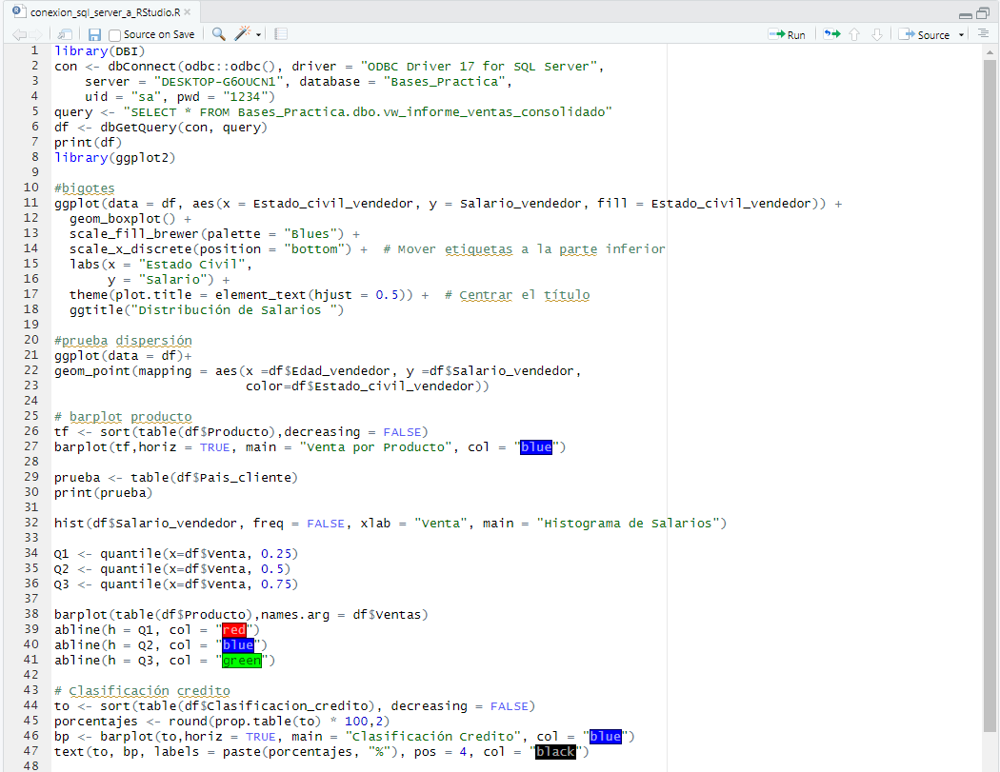 conexion_sql_server_a_RStudio.R
Source on Save Run Source
1 library(DBI)
2 con <- dbConnect(odbc::odbc(), driver = "ODBC Driver 17 for SQL Server",
3     server = "DESKTOP-G6OUCN1", database = "Bases_Practica",
4     uid = "sa", pwd = "1234")
5 query <- "SELECT * FROM Bases_Practica.dbo.vw_informe_ventas_consolidado"
6 df <- dbGetQuery(con, query)
7 print(df)
8 library(ggplot2)
9
10 #bigotes
11 ggplot(data = df, aes(x = Estado_civil_vendedor, y = Salario_vendedor, fill = Estado_civil_vendedor)) +
12   geom_boxplot() +
13   scale_fill_brewer(palette = "Blues") +
14   scale_x_discrete(position = "bottom") +  # Mover etiquetas a la parte inferior
15   labs(x = "Estado Civil",
16        y = "Salario") +
17   theme(plot.title = element_text(hjust = 0.5)) +  # Centrar el título
18   ggtitle("Distribución de Salarios ")
19
20 #prueba dispersión
21 ggplot(data = df)+
22 geom_point(mapping = aes(x =df$Edad_vendedor, y =df$Salario_vendedor,
23                          color=df$Estado_civil_vendedor))
24
25 # barplot producto
26 tf <- sort(table(df$Producto),decreasing = FALSE)
27 barplot(tf,horiz = TRUE, main = "Venta por Producto", col = "blue")
28
29 prueba <- table(df$Pais_cliente)
30 print(prueba)
31
32 hist(df$Salario_vendedor, freq = FALSE, xlab = "Venta", main = "Histograma de Salarios")
33
34 Q1 <- quantile(x=df$Venta, 0.25)
35 Q2 <- quantile(x=df$Venta, 0.5)
36 Q3 <- quantile(x=df$Venta, 0.75)
37
38 barplot(table(df$Producto),names.arg = df$Ventas)
39 abline(h = Q1, col = "red")
40 abline(h = Q2, col = "blue")
41 abline(h = Q3, col = "green")
42
43 # Clasificación credito
44 to <- sort(table(df$Clasificacion_credito), decreasing = FALSE)
45 porcentajes <- round(prop.table(to) * 100,2)
46 bp <- barplot(to,horiz = TRUE, main = "Clasificación Credito", col = "blue")
47 text(to, bp, labels = paste(porcentajes, "%"), pos = 4, col = "black")
48